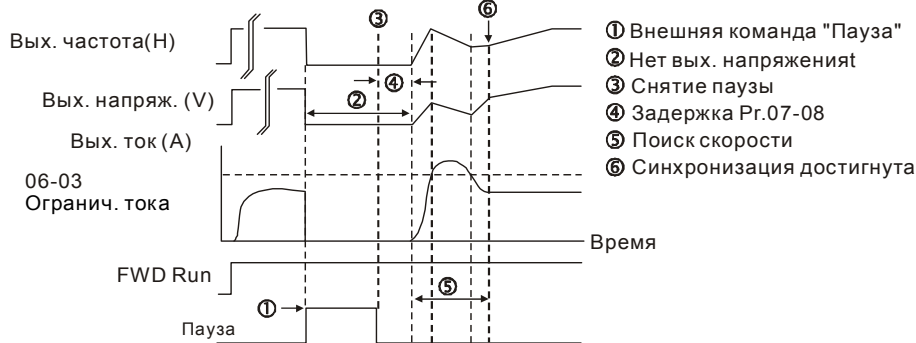 ③
⑥
Вых. частота(H)
④
②
Вых. напряж. (V)
Вых. ток (A)
06-03
Огранич. тока
Время
FWD Run
⑤
①
Пауза
① Внешняя команда "Пауза"
② Нет вых. напряженияt
③ Снятие паузы
④ Задержка Pr.07-08
⑤ Поиск скорости
⑥ Синхронизация достигнута